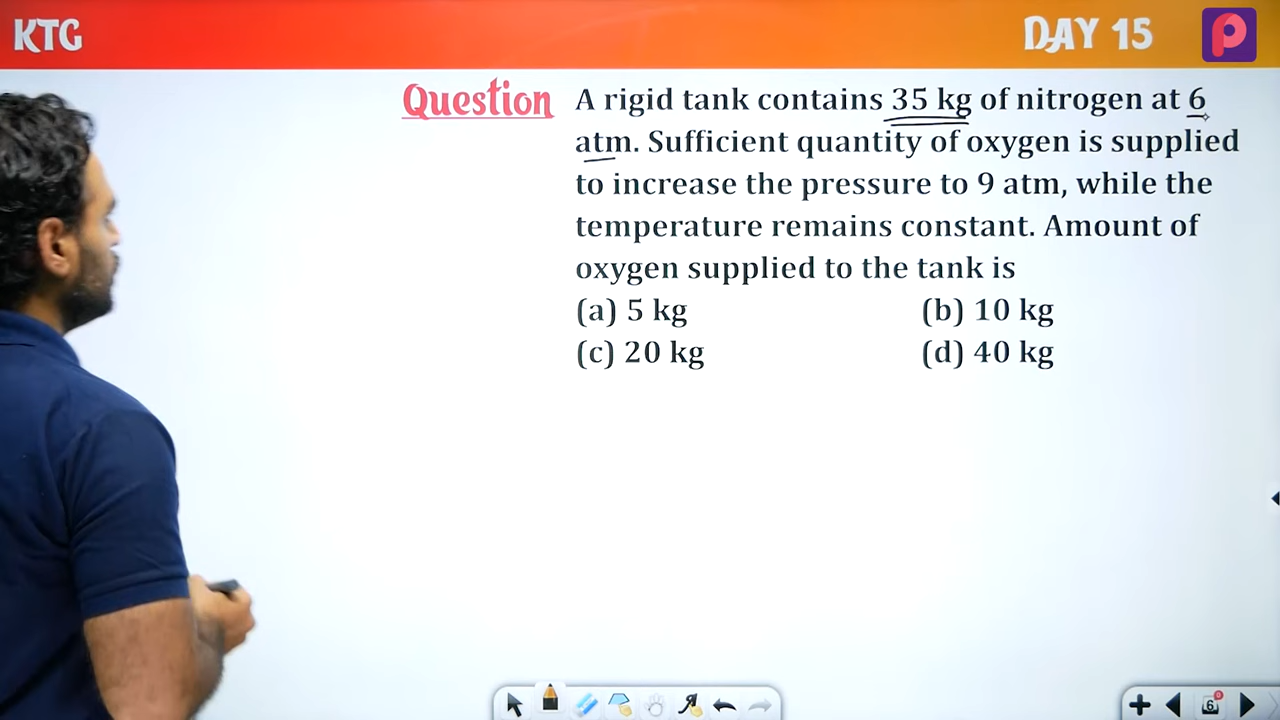 KTG
DAY 15
Question
A rigid tank contains 35 kg of nitrogen at 6
atm. Sufficient quantity of oxygen is supplied
to increase the pressure to 9 atm, while the
temperature remains constant. Amount of
oxygen supplied to the tank is
(a) 5 kg
(b) 10 kg
(c) 20 kg
(d) 40 kg
6
0